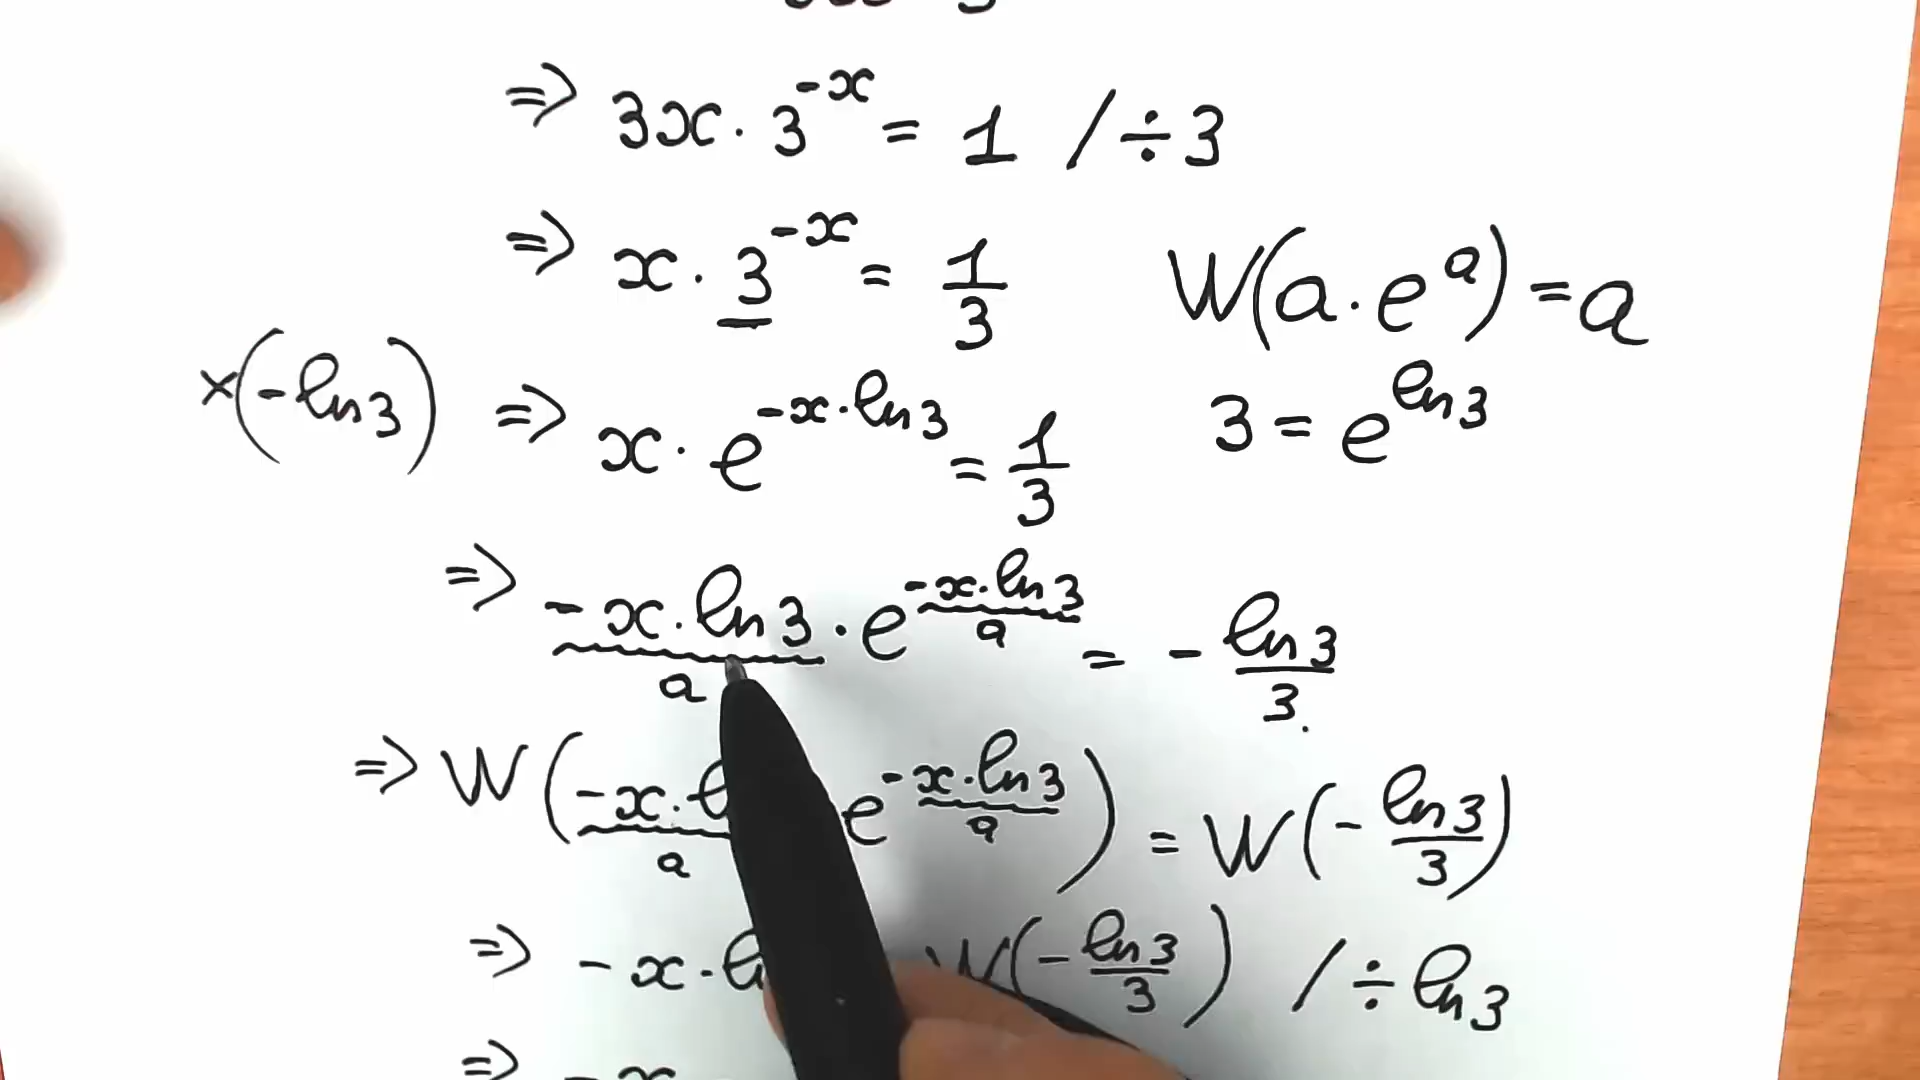 => 3x · 3^{-x} = 1 / ÷3
=> x · 3^{-x} = 1/3
W(a · e^a) = a
×(-ln3) => x · e^{-x·ln3} = 1/3
3 = e^{ln3}
=> -x · ln3 · e^{-x·ln3} = - ln3/3.
a a
=> W(-x · e^{-x·ln3}) = W(- ln3/3)
a a
=> -x · W(- ln3/3) / ÷ ln3
=> -x